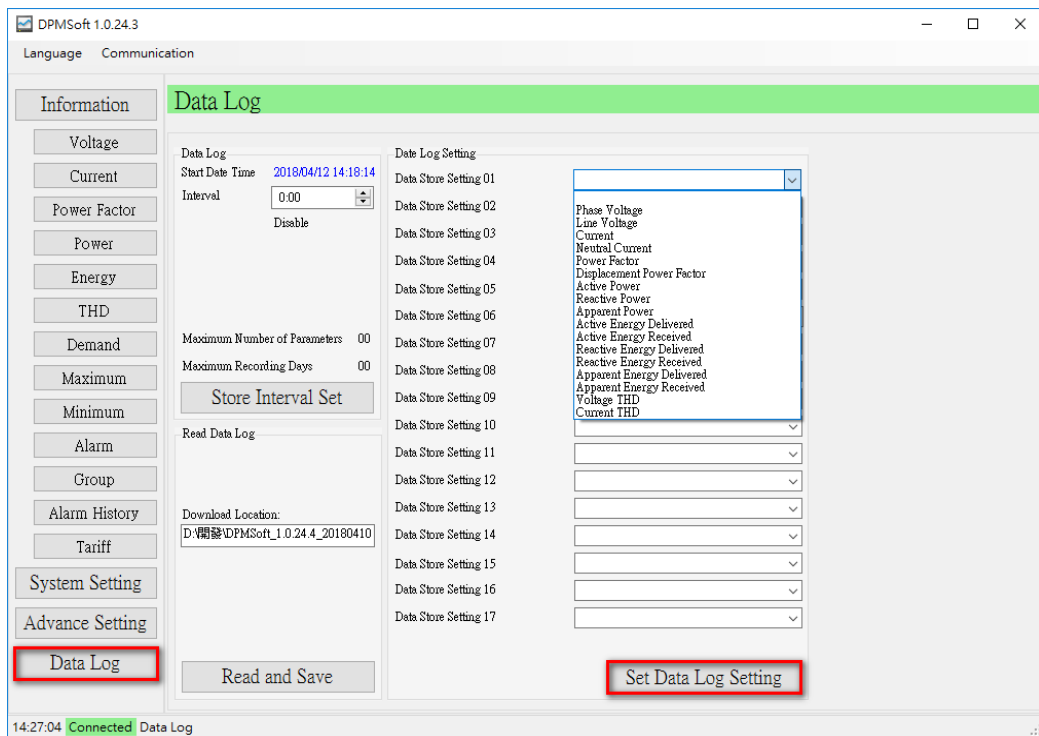 DPMSoft 1.0.24.3
Language Communication
Information
Voltage
Current
Power Factor
Power
Energy
THD
Demand
Maximum
Minimum
Alarm
Group
Alarm History
Tariff
System Setting
Advance Setting
Data Log
Data Log
Data Log
Start Date Time 2018/04/12 14:18:14
Interval 0:00
Disable
Maximum Number of Parameters 00
Maximum Recording Days 00
Store Interval Set
Read Data Log
Download Location:
D:\開發\DPMSoft_1.0.24.4_20180410
Read and Save
Date Log Setting
Data Store Setting 01
Data Store Setting 02
Data Store Setting 03
Data Store Setting 04
Data Store Setting 05
Data Store Setting 06
Data Store Setting 07
Data Store Setting 08
Data Store Setting 09
Data Store Setting 10
Data Store Setting 11
Data Store Setting 12
Data Store Setting 13
Data Store Setting 14
Data Store Setting 15
Data Store Setting 16
Data Store Setting 17
Phase Voltage
Line Voltage
Current
Neutral Current
Power Factor
Displacement Power Factor
Active Power
Reactive Power
Apparent Power
Active Energy Delivered
Active Energy Received
Reactive Energy Delivered
Reactive Energy Received
Apparent Energy Delivered
Apparent Energy Received
Voltage THD
Current THD
Set Data Log Setting
14:27:04 Connected Data Log